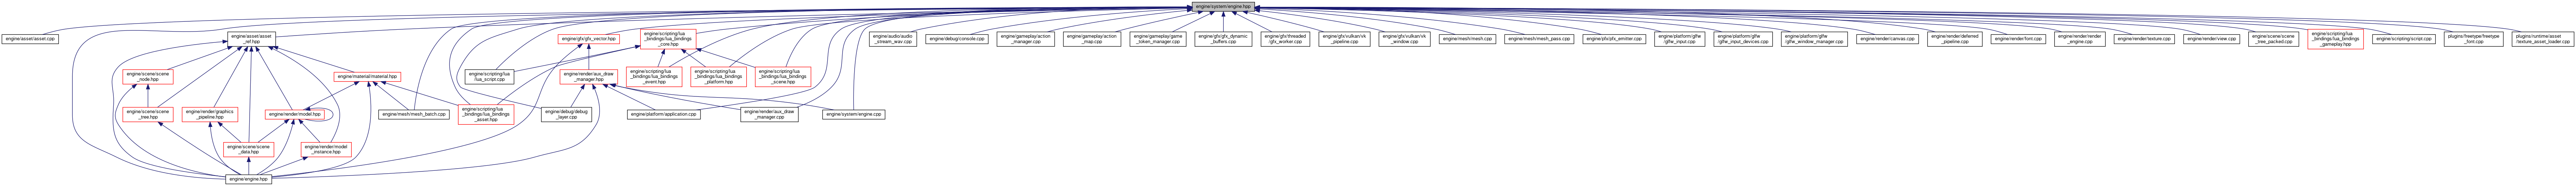 engine/system/engine.hpp
engine/asset/asset.cpp
engine/asset/asset
_ref.hpp
engine/gfx/gfx_vector.hpp
engine/scripting/lua
_bindings/lua_bindings
_core.hpp
engine/audio/audio
_stream_wav.cpp
engine/debug/console.cpp
engine/gameplay/action
_manager.cpp
engine/gameplay/action
_map.cpp
engine/gameplay/game
_token_manager.cpp
engine/gfx/gfx_dynamic
_buffers.cpp
engine/gfx/threaded
/gfx_worker.cpp
engine/gfx/vulkan/vk
_pipeline.cpp
engine/gfx/vulkan/vk
_window.cpp
engine/mesh/mesh.cpp
engine/mesh/mesh_pass.cpp
engine/pfx/pfx_emitter.cpp
engine/platform/glfw
/glfw_input.cpp
engine/platform/glfw
/glfw_input_devices.cpp
engine/platform/glfw
/glfw_window_manager.cpp
engine/render/canvas.cpp
engine/render/deferred
_pipeline.cpp
engine/render/font.cpp
engine/render/render
_engine.cpp
engine/render/texture.cpp
engine/render/view.cpp
engine/scene/scene
_tree_packed.cpp
engine/scripting/lua
_bindings/lua_bindings
_gameplay.hpp
engine/scripting/script.cpp
plugins/freetype/freetype
_font.cpp
plugins/runtime/asset
/texture_asset_loader.cpp
engine/scene/scene
_node.hpp
engine/material/material.hpp
engine/scripting/lua
/lua_script.cpp
engine/render/aux_draw
_manager.hpp
engine/scripting/lua
_bindings/lua_bindings
_event.hpp
engine/scripting/lua
_bindings/lua_bindings
_platform.hpp
engine/scripting/lua
_bindings/lua_bindings
_scene.hpp
engine/scene/scene
_tree.hpp
engine/render/graphics
_pipeline.hpp
engine/render/model.hpp
engine/mesh/mesh_batch.cpp
engine/scripting/lua
_bindings/lua_bindings
_asset.hpp
engine/debug/debug
_layer.cpp
engine/platform/application.cpp
engine/render/aux_draw
_manager.cpp
engine/system/engine.cpp
engine/scene/scene
_data.hpp
engine/render/model
_instance.hpp
engine/engine.hpp